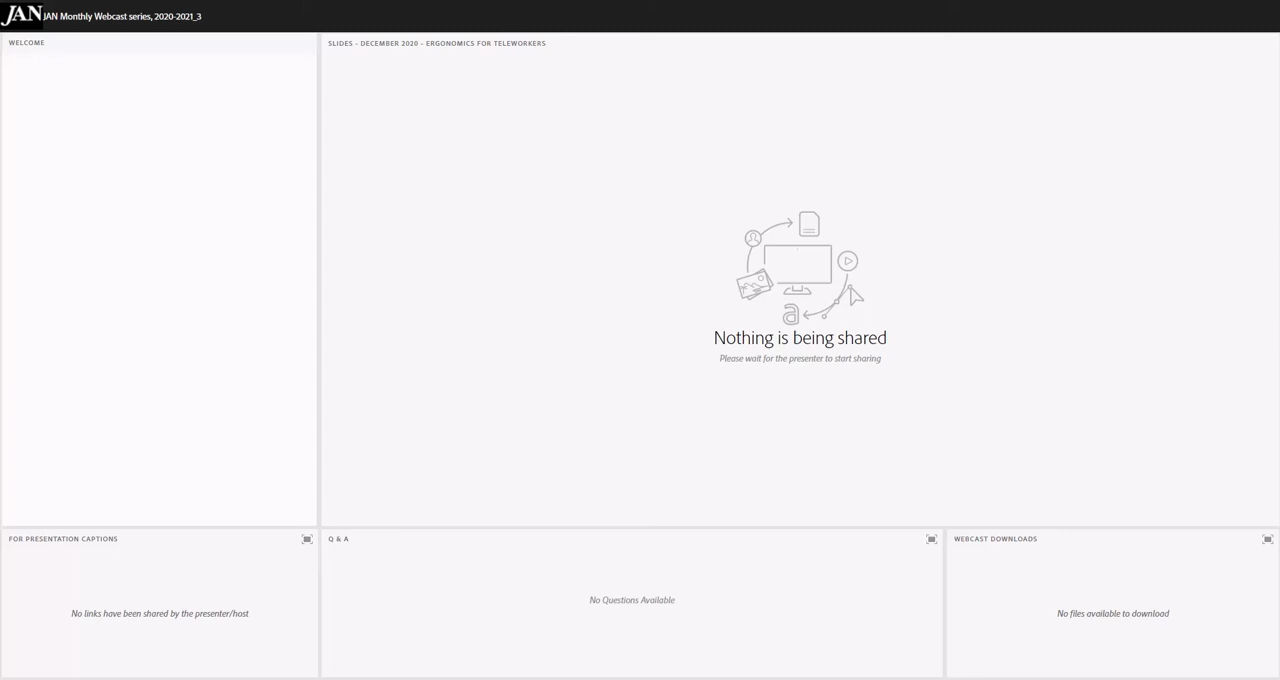 JAN JAN Monthly Webcast series, 2020-2021_3
WELCOME
SLIDES - DECEMBER 2020 - ERGONOMICS FOR TELEWORKERS
a
Nothing is being shared
Please wait for the presenter to start sharing
FOR PRESENTATION CAPTIONS
No links have been shared by the presenter/host
Q & A
No Questions Available
WEBCAST DOWNLOADS
No files available to download